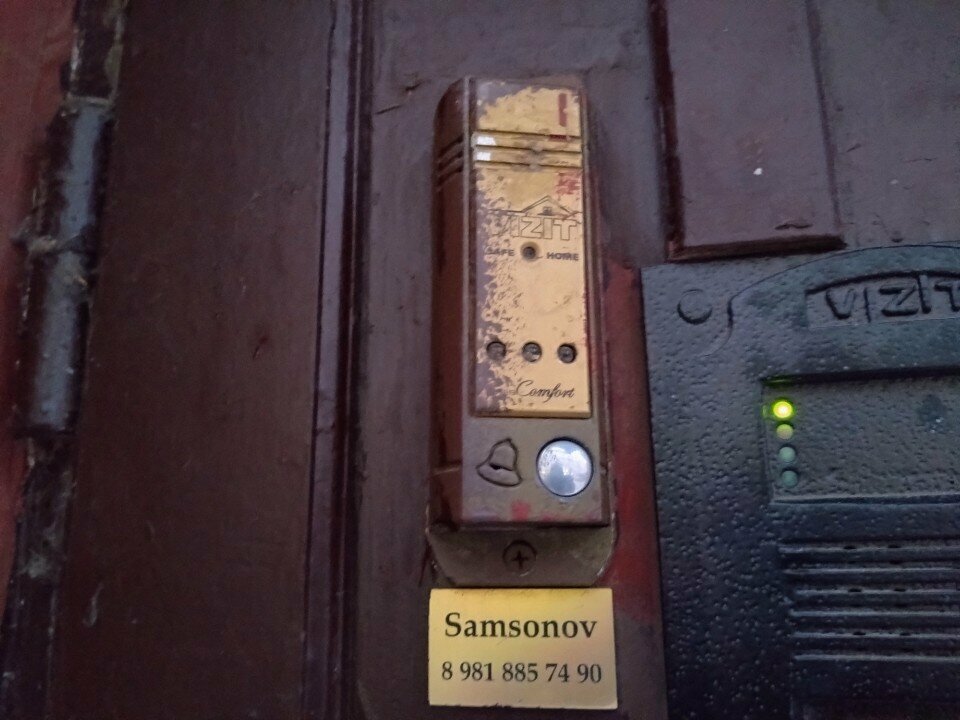 VIZIT
SAFE HOME
Comfort
Samsonov
8 981 885 74 90
VIZIT